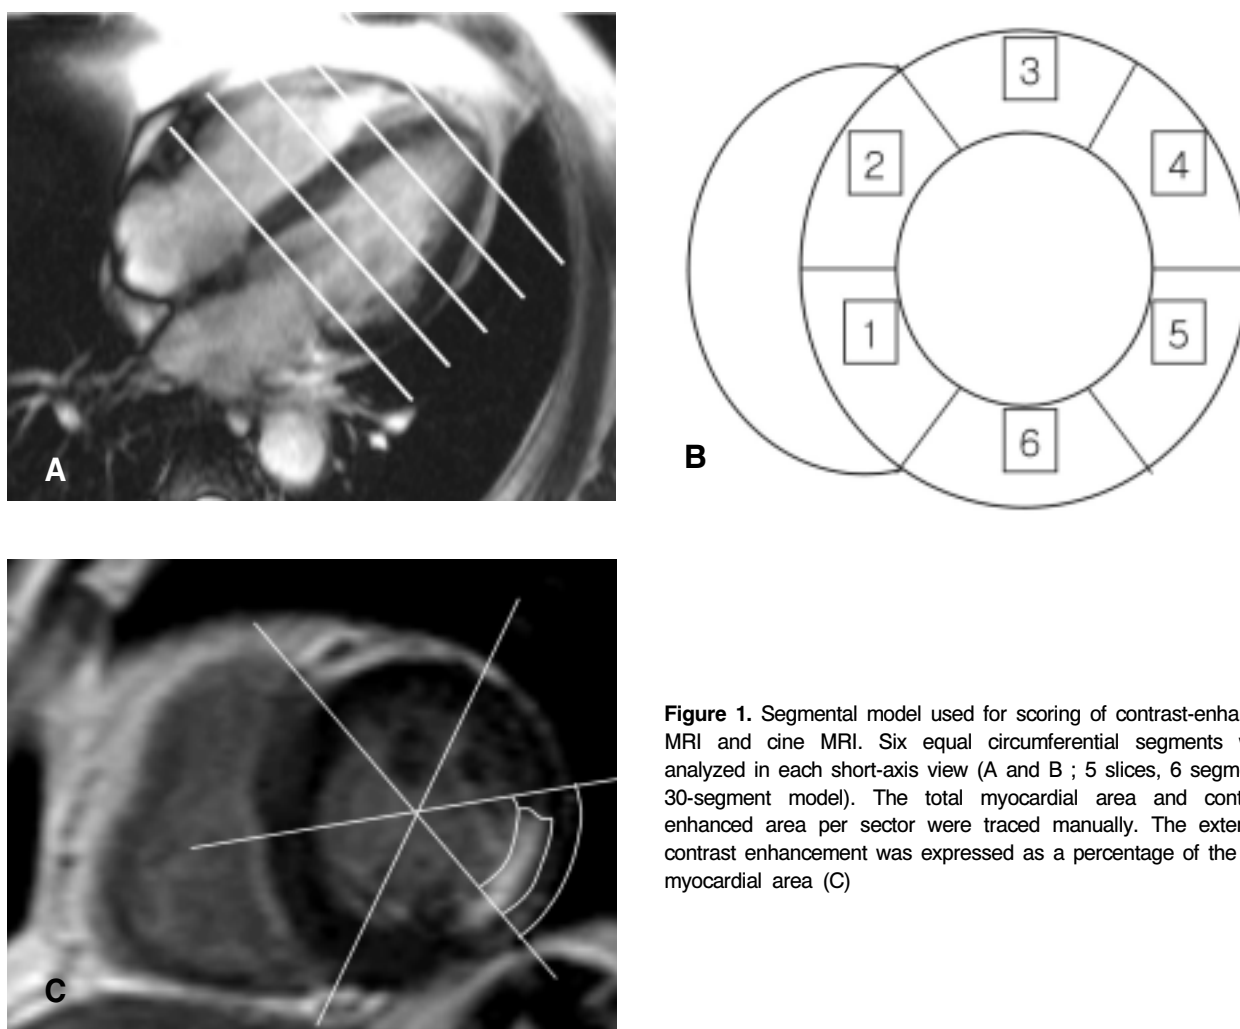 A
3
2
4
1
5
6
B
C
Figure 1. Segmental model used for scoring of contrast-enha
MRI and cine MRI. Six equal circumferential segments
analyzed in each short-axis view (A and B ; 5 slices, 6 segm
30-segment model). The total myocardial area and cont
enhanced area per sector were traced manually. The exter
contrast enhancement was expressed as a percentage of the
myocardial area (C)